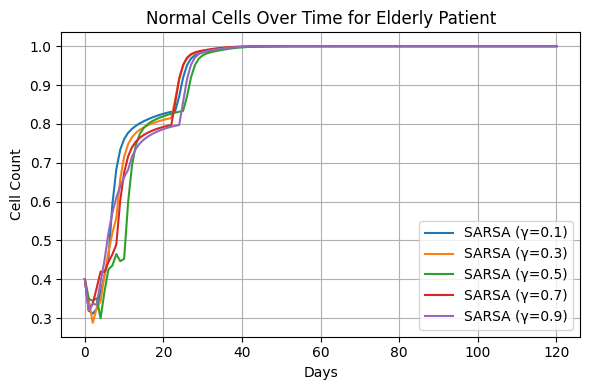 Normal Cells Over Time for Elderly Patient
Cell Count
1.0
0.9
0.8
0.7
0.6
0.5
0.4
0.3
SARSA (γ=0.1)
SARSA (γ=0.3)
SARSA (γ=0.5)
SARSA (γ=0.7)
SARSA (γ=0.9)
0 20 40 60 80 100 120
Days